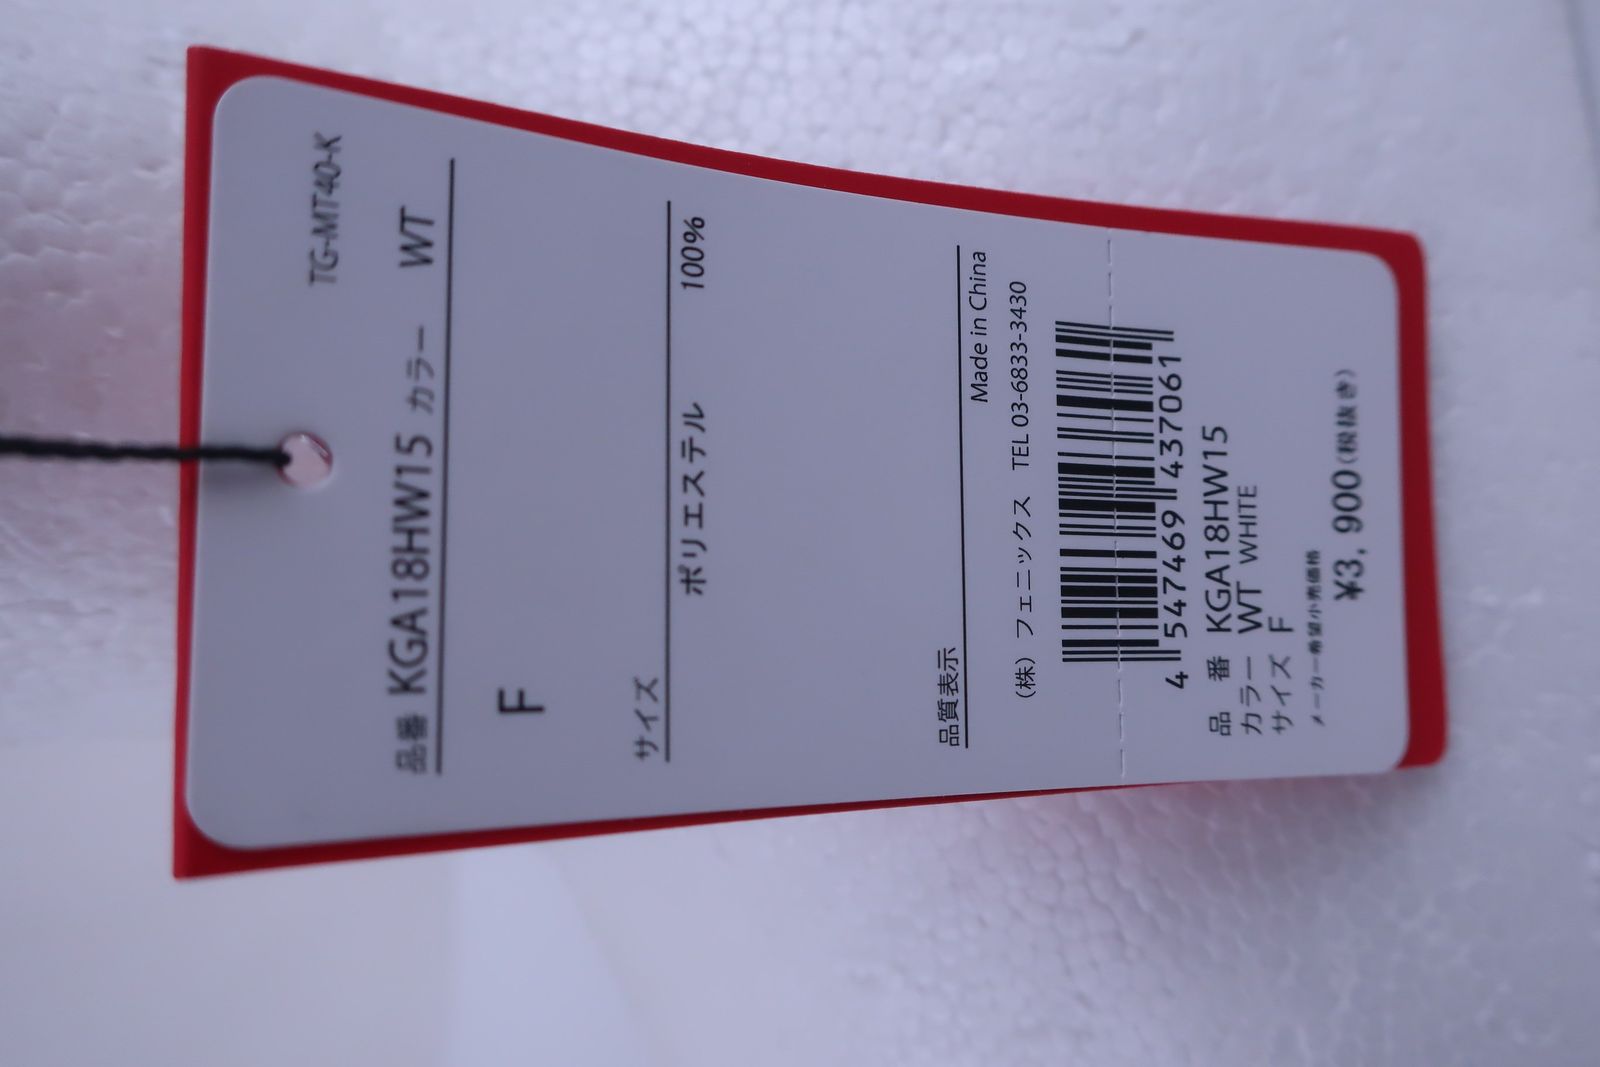 TG-MT40-K
品番 KGA18HW15 カラー WT
F
サイズ
ポリエステル 100%
品質表示
Made in China
（株）フェニックス TEL 03-6833-3430
4 547469 437061
品 番 KGA18HW15
カラー WT WHITE
サイズ F
メーカー希望小売価格
¥3,900(税抜き)